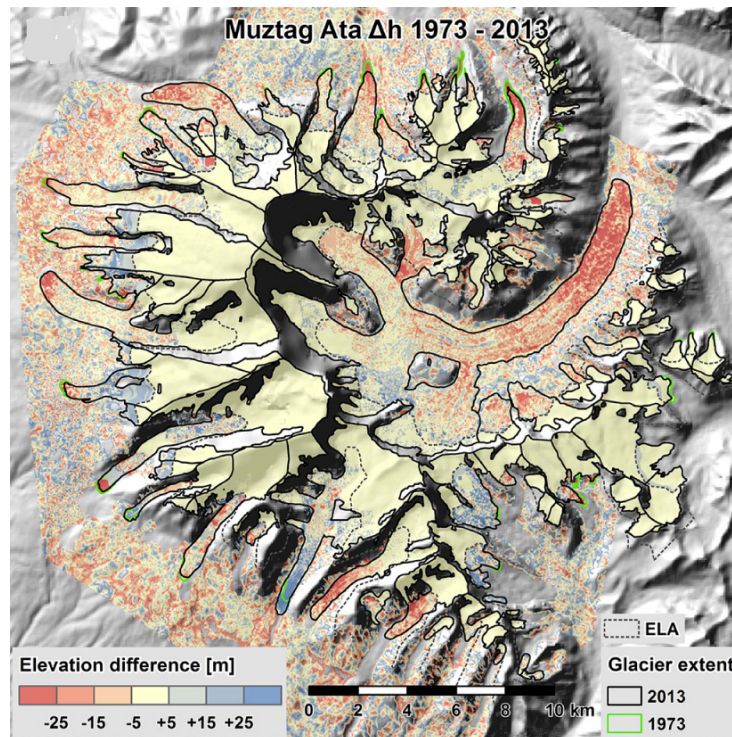 Muztag Ata Δh 1973 - 2013
ELA
Elevation difference [m]
-25 -15 -5 +5 +15 +25
0 2 4 6 8 10 km
Glacier extent
2013
1973